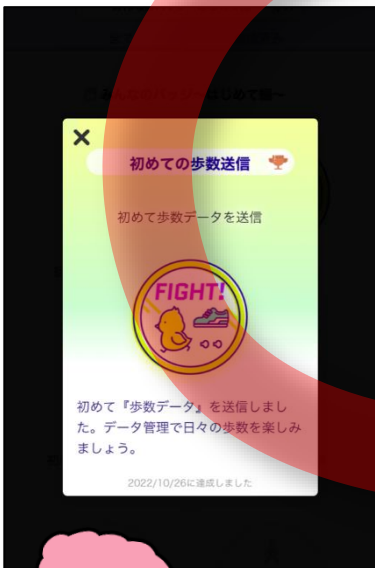 初めての歩数送信
初めて歩数データを送信
FIGHT!
初めて『歩数データ』を送信しまし
た。データ管理で日々の歩数を楽しみ
ましょう。
2022/10/26に達成しました